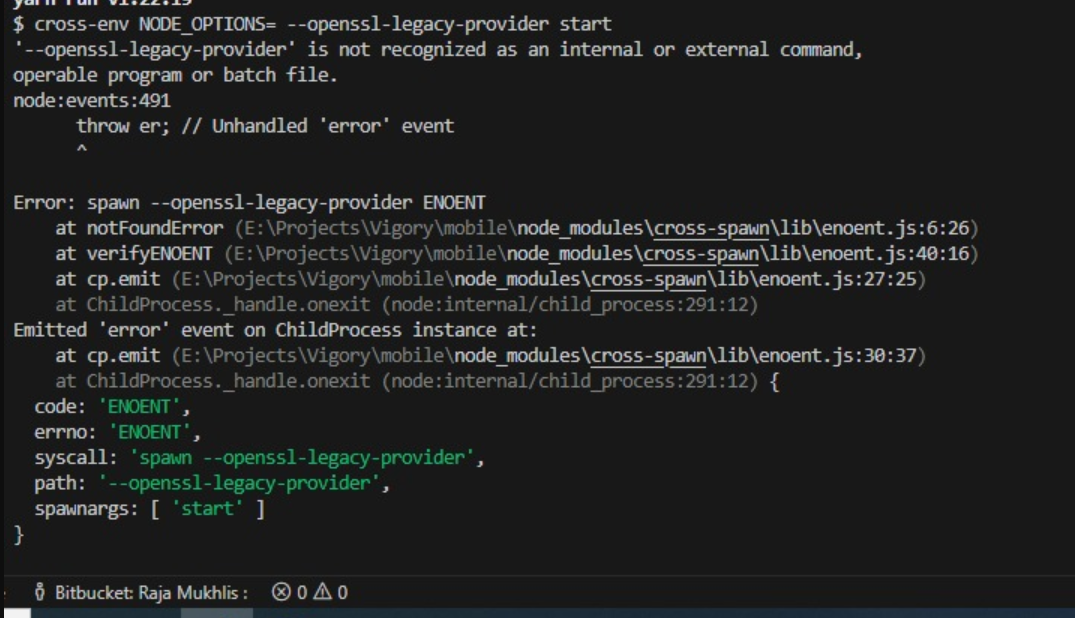 yarn run v1.22.19
$ cross-env NODE_OPTIONS= --openssl-legacy-provider start
'--openssl-legacy-provider' is not recognized as an internal or external command,
operable program or batch file.
node:events:491
      throw er; // Unhandled 'error' event
      ^

Error: spawn --openssl-legacy-provider ENOENT
    at notFoundError (E:\Projects\Vigory\mobile\node_modules\cross-spawn\lib\enoent.js:6:26)
    at verifyENOENT (E:\Projects\Vigory\mobile\node_modules\cross-spawn\lib\enoent.js:40:16)
    at cp.emit (E:\Projects\Vigory\mobile\node_modules\cross-spawn\lib\enoent.js:27:25)
    at ChildProcess._handle.onexit (node:internal/child_process:291:12)
Emitted 'error' event on ChildProcess instance at:
    at cp.emit (E:\Projects\Vigory\mobile\node_modules\cross-spawn\lib\enoent.js:30:37)
    at ChildProcess._handle.onexit (node:internal/child_process:291:12) {
  code: 'ENOENT',
  errno: 'ENOENT',
  syscall: 'spawn --openssl-legacy-provider',
  path: '--openssl-legacy-provider',
  spawnargs: [ 'start' ]
}
Bitbucket: Raja Mukhlis : 0 0